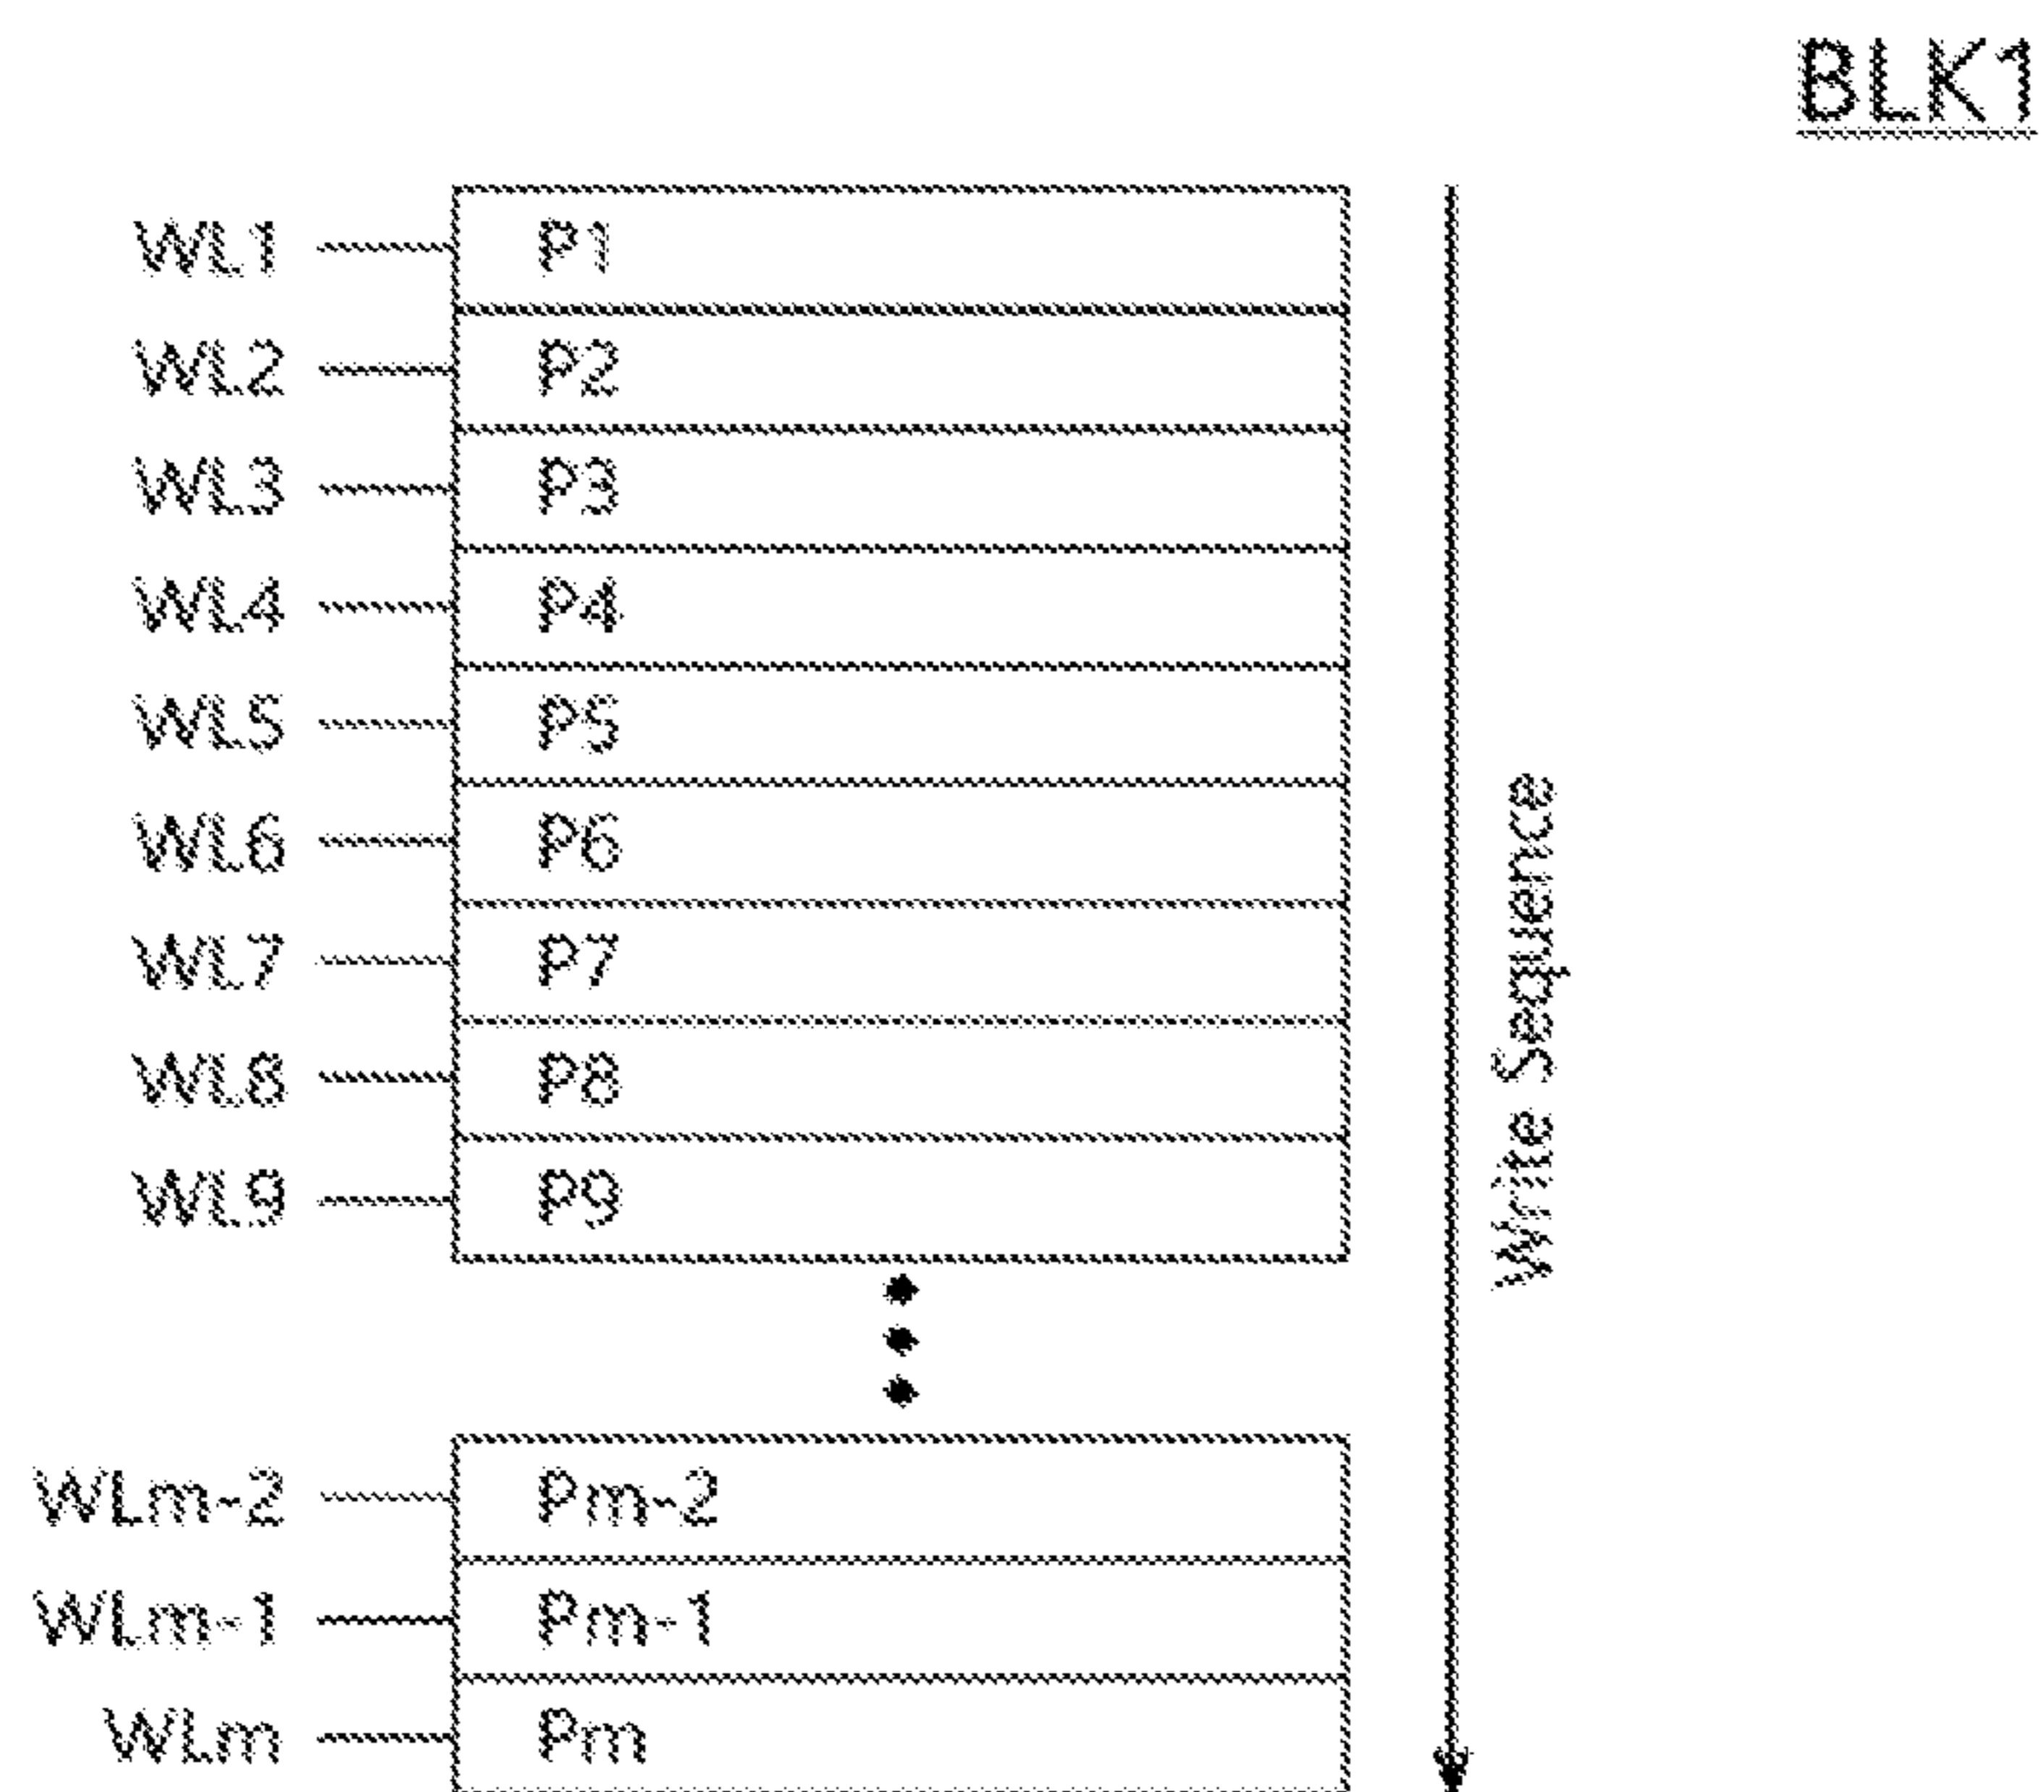 BLK1
WL1 P1
WL2 P2
WL3 P3
WL4 P4
WL5 P5
WL6 P6
WL7 P7
WL8 P8
WL9 P9
WLm-2 Pm-2
WLm-1 Pm-1
WLm Pm
Write Sequence